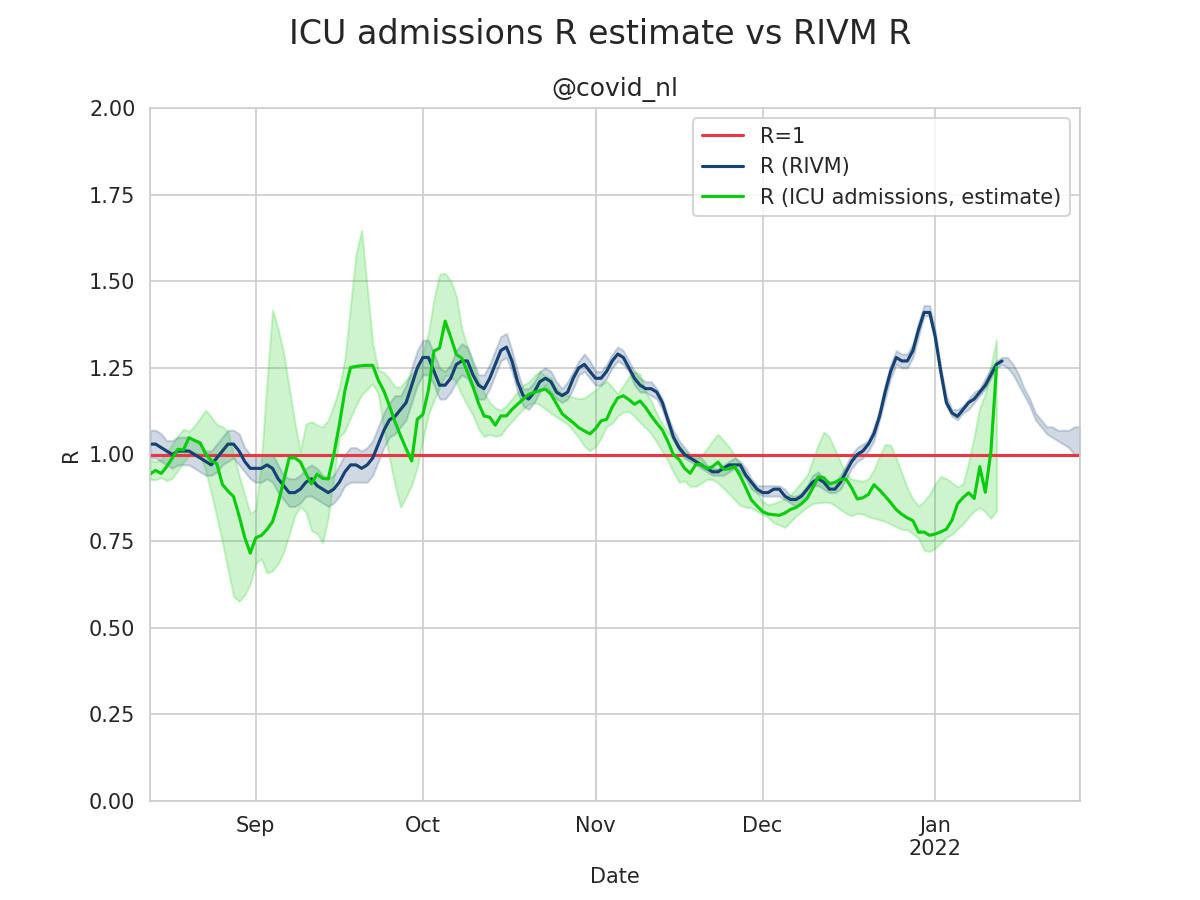 ICU admissions R estimate vs RIVM R
@covid_nl
R=1
R (RIVM)
R (ICU admissions, estimate)
2.00
1.75
1.50
1.25
1.00
0.75
0.50
0.25
0.00
R
Sep
Oct
Nov
Dec
Jan
2022
Date